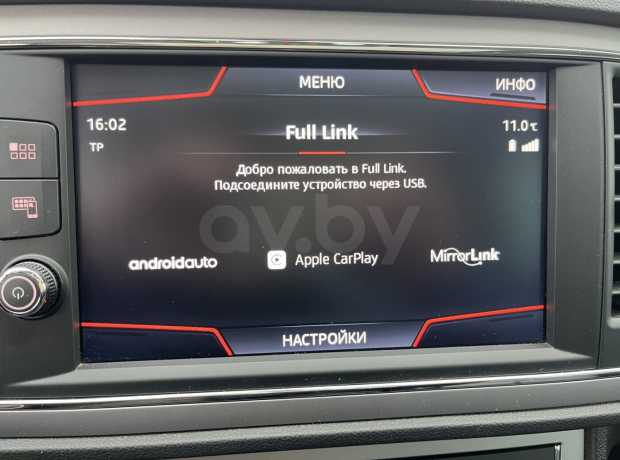 МЕНЮ
ИНФО
16:02
TP
Full Link
11.0℃
Добро пожаловать в Full Link.
Подсоедините устройство через USB.
av.by
androidauto
Apple CarPlay
MirrorLink
НАСТРОЙКИ